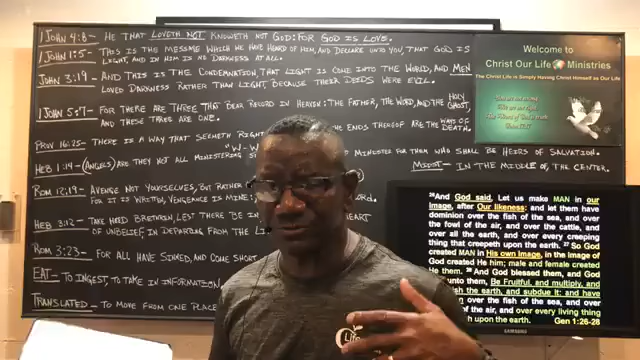 1 JOHN 4:8 - HE THAT LOVETH NOT KNOWETH NOT GOD: FOR GOD IS LOVE.
1 JOHN 1:5 - THIS IS THE MESSAGE WHICH WE HAVE HEARD OF HIM, AND DECLARE UNTO YOU, THAT GOD IS
LIGHT, AND IN HIM IS NO DARKNESS AT ALL.
JOHN 3:19 - AND THIS IS THE CONDEMNATION, THAT LIGHT IS COME INTO THE WORLD, AND MEN
LOVED DARKNESS RATHER THAN LIGHT, BECAUSE THEIR DEEDS WERE EVIL.
1 JOHN 5:7 - FOR THERE ARE THREE THAT BEAR RECORD IN HEAVEN: THE FATHER, THE WORD, AND THE HOLY GHOST,
AND THESE THREE ARE ONE.
PROV 16:25 - THERE IS A WAY THAT SEEMETH RIGHT THE ENDS THEREOF ARE THE WAYS OF DEATH.
"W-W-
HEB 1:14 - (ANGELS) ARE THEY NOT ALL MINISTERING MINISTER FOR THEM WHO SHALL BE HEIRS OF SALVATION.
MIDST - IN THE MIDDLE OF THE CENTER.
ROM 12:19 - AVENGE NOT YOURSELVES, BUT RATHER
FOR IT IS WRITTEN, VENGENCE IS MINE; LORD.
HEB 3:12 - TAKE HEED BRETHREN, LEST THERE BE IN HEART
OF UNBELIEF, IN DEPARTING FROM THE
ROM 3:23 - FOR ALL HAVE SINNED, AND COME SHORT
EAT - TO INGEST, TO TAKE IN INFORMATION
TRANSLATED - TO MOVE FROM ONE PLACE
Welcome to
Christ Our Life Ministries
The Christ Life is Simply Having Christ Himself as Our Life
26 And God said, Let us make MAN in our
image, after Our likeness: and let them have
dominion over the fish of the sea, and over
the fowl of the air, and over the cattle, and
over all the earth, and over every creeping
thing that creepeth upon the earth. 27 So God
created MAN in His own image, in the image of
God created He him; male and female created
He them. 28 And God blessed them, and God
unto them, Be Fruitful, and multiply, and
the earth, and subdue it: and have
over the fish of the sea, and over
of the air, and over every living thing
upon the earth. Gen 1:26-28
SAMSUNG
Life